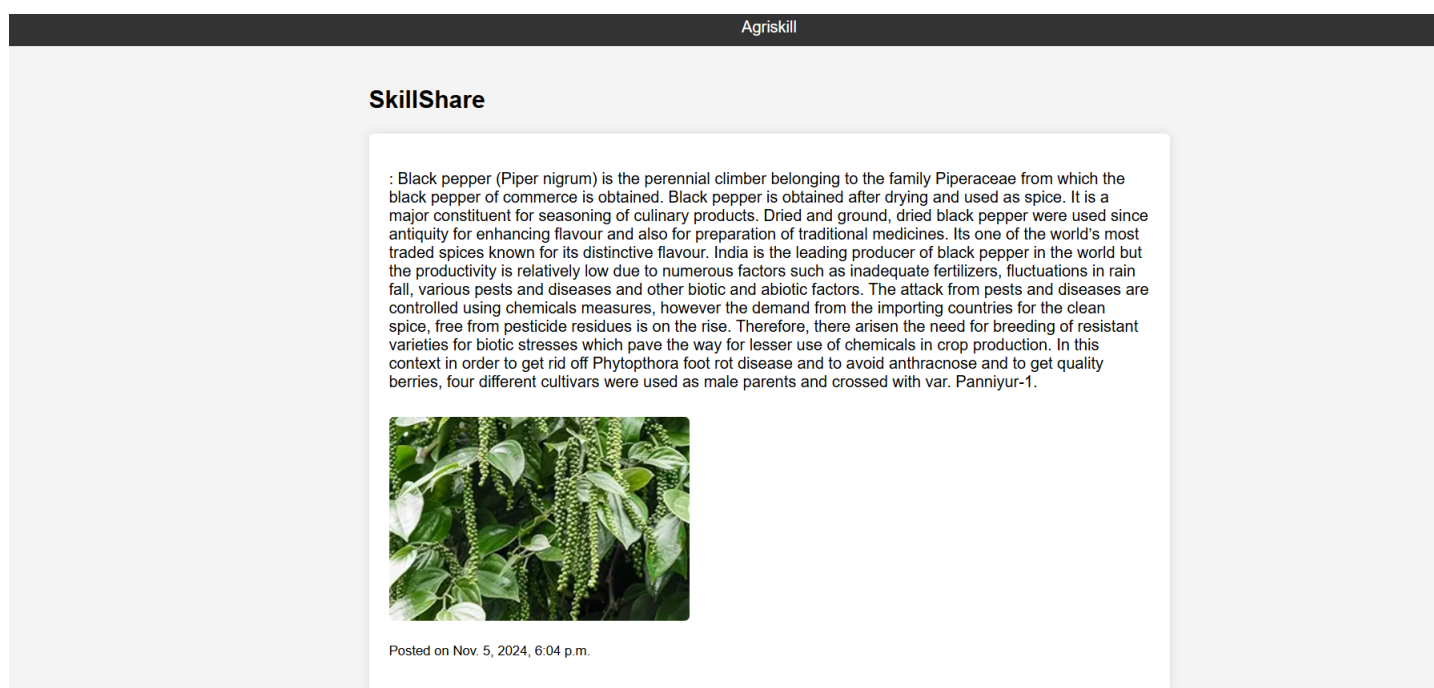 Agriskill
SkillShare
: Black pepper (Piper nigrum) is the perennial climber belonging to the family Piperaceae from which the
black pepper of commerce is obtained. Black pepper is obtained after drying and used as spice. It is a
major constituent for seasoning of culinary products. Dried and ground, dried black pepper were used since
antiquity for enhancing flavour and also for preparation of traditional medicines. Its one of the world's most
traded spices known for its distinctive flavour. India is the leading producer of black pepper in the world but
the productivity is relatively low due to numerous factors such as inadequate fertilizers, fluctuations in rain
fall, various pests and diseases and other biotic and abiotic factors. The attack from pests and diseases are
controlled using chemicals measures, however the demand from the importing countries for the clean
spice, free from pesticide residues is on the rise. Therefore, there arisen the need for breeding of resistant
varieties for biotic stresses which pave the way for lesser use of chemicals in crop production. In this
context in order to get rid off Phytopthora foot rot disease and to avoid anthracnose and to get quality
berries, four different cultivars were used as male parents and crossed with var. Panniyur-1.
Posted on Nov. 5, 2024, 6:04 p.m.